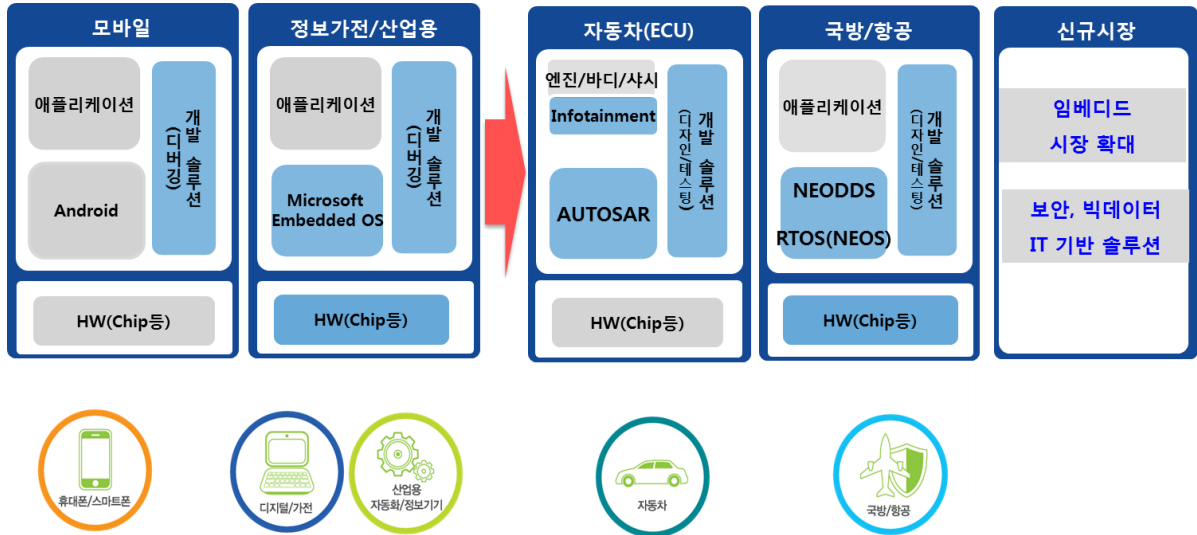 모바일
애플리케이션
Android
개발 솔루션
(디버깅)
HW(Chip등)
정보가전/산업용
애플리케이션
Microsoft
Embedded OS
개발 솔루션
(디버깅)
HW(Chip등)
자동차(ECU)
엔진/바디/샤시
Infotainment
AUTOSAR
개발 솔루션
(디자인/테스팅)
HW(Chip등)
국방/항공
애플리케이션
NEODDS
RTOS(NEOS)
개발 솔루션
(디자인/테스팅)
HW(Chip등)
신규시장
임베디드
시장 확대
보안, 빅데이터
IT 기반 솔루션
휴대폰/스마트폰
디지털/가전
산업용
자동화/정보기기
자동차
국방/항공